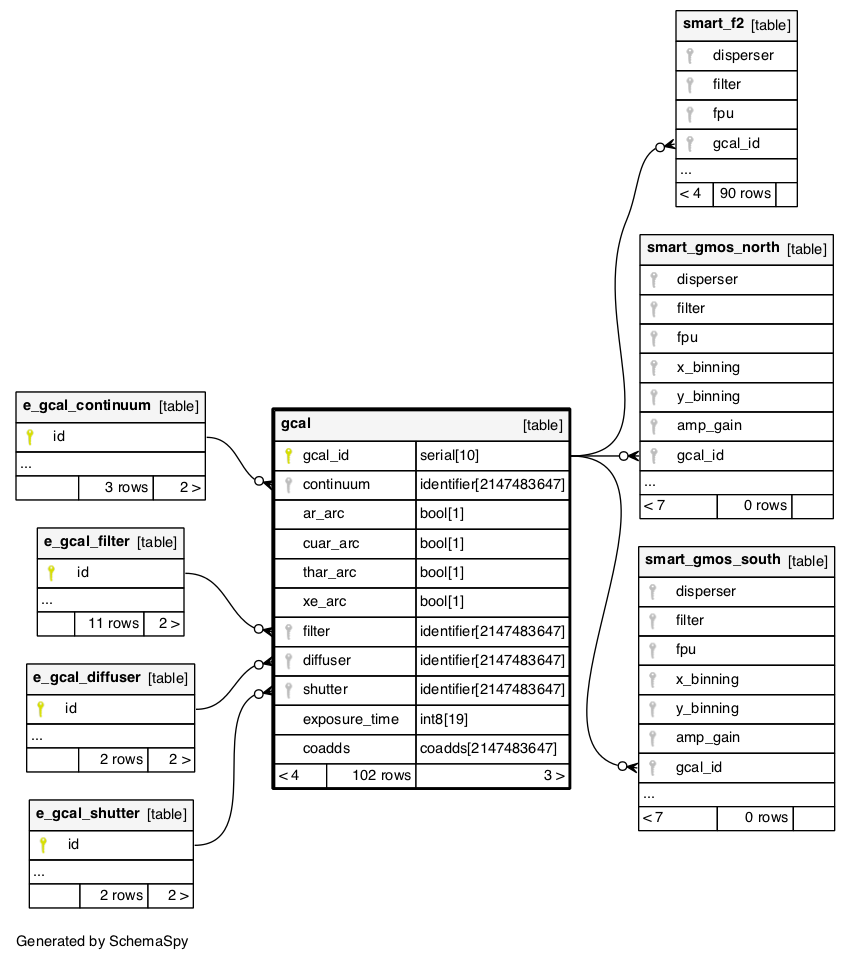 smart_f2 [table]
disperser
filter
fpu
gcal_id
...
< 4 90 rows
smart_gmos_north [table]
disperser
filter
fpu
x_binning
y_binning
amp_gain
gcal_id
...
< 7 0 rows
e_gcal_continuum [table]
id
...
3 rows 2 >
gcal [table]
gcal_id serial[10]
continuum identifier[2147483647]
ar_arc bool[1]
cuar_arc bool[1]
thar_arc bool[1]
xe_arc bool[1]
filter identifier[2147483647]
diffuser identifier[2147483647]
shutter identifier[2147483647]
exposure_time int8[19]
coadds coadds[2147483647]
< 4 102 rows 3 >
e_gcal_filter [table]
id
...
11 rows 2 >
smart_gmos_south [table]
disperser
filter
fpu
x_binning
y_binning
amp_gain
gcal_id
...
< 7 0 rows
e_gcal_diffuser [table]
id
...
2 rows 2 >
e_gcal_shutter [table]
id
...
2 rows 2 >
Generated by SchemaSpy